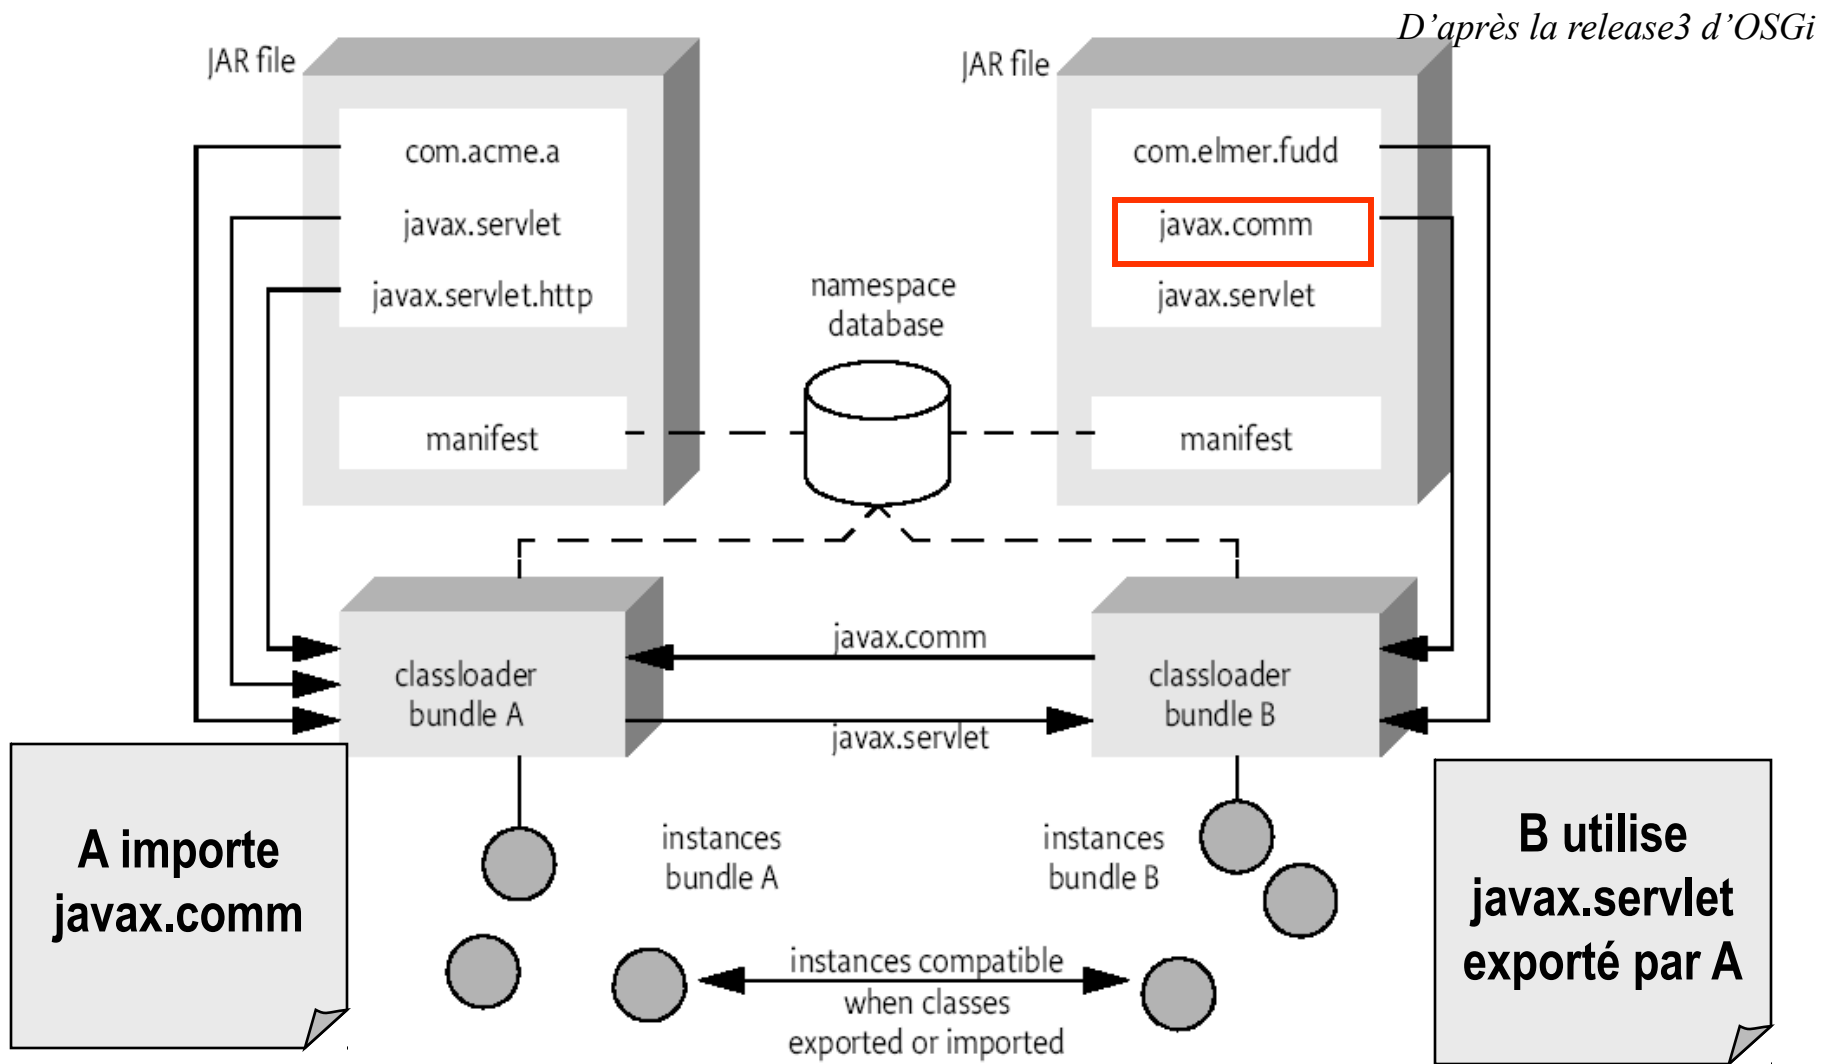 D’après la release3 d’OSGi
JAR file
JAR file
com.acme.a
javax.servlet
javax.servlet.http
manifest
com.elmer.fudd
javax.comm
javax.servlet
manifest
namespace
database
classloader
bundle A
javax.comm
javax.servlet
classloader
bundle B
A importe
javax.comm
instances
bundle A
instances
bundle B
B utilise
javax.servlet
exporté par A
instances compatible
when classes
exported or imported